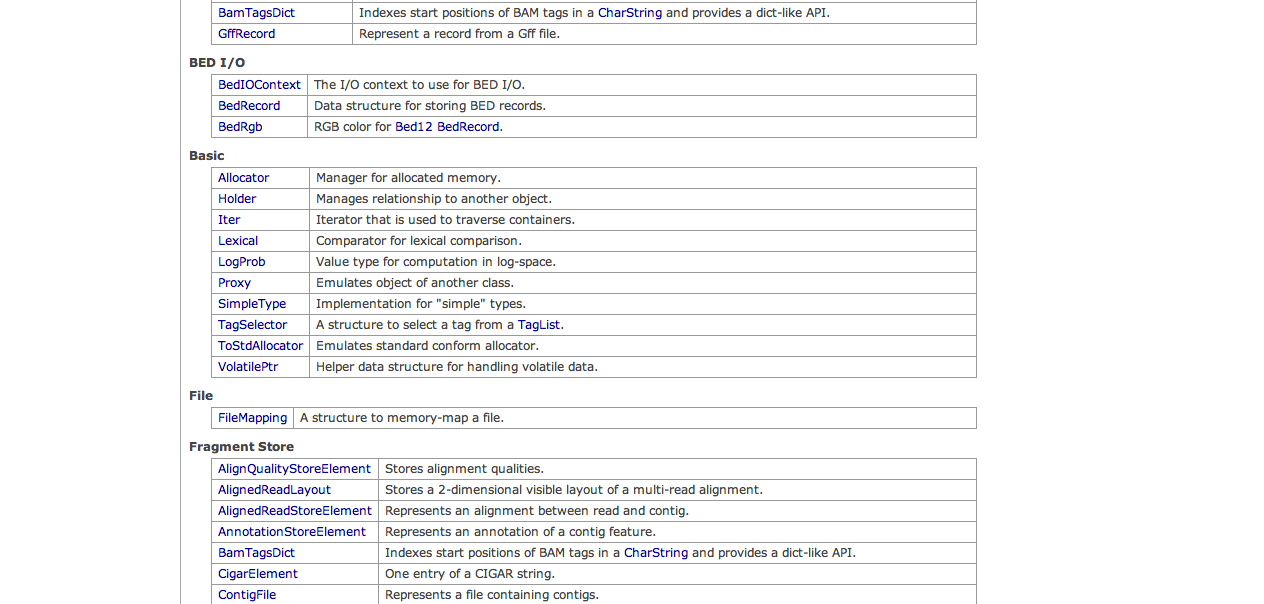 BamTagsDict Indexes start positions of BAM tags in a CharString and provides a dict-like API.
GffRecord Represent a record from a Gff file.
BED I/O
BedIOContext The I/O context to use for BED I/O.
BedRecord Data structure for storing BED records.
BedRgb RGB color for Bed12 BedRecord.
Basic
Allocator Manager for allocated memory.
Holder Manages relationship to another object.
Iter Iterator that is used to traverse containers.
Lexical Comparator for lexical comparison.
LogProb Value type for computation in log-space.
Proxy Emulates object of another class.
SimpleType Implementation for "simple" types.
TagSelector A structure to select a tag from a TagList.
ToStdAllocator Emulates standard conform allocator.
VolatilePtr Helper data structure for handling volatile data.
File
FileMapping A structure to memory-map a file.
Fragment Store
AlignQualityStoreElement Stores alignment qualities.
AlignedReadLayout Stores a 2-dimensional visible layout of a multi-read alignment.
AlignedReadStoreElement Represents an alignment between read and contig.
AnnotationStoreElement Represents an annotation of a contig feature.
BamTagsDict Indexes start positions of BAM tags in a CharString and provides a dict-like API.
CigarElement One entry of a CIGAR string.
ContigFile Represents a file containing contigs.